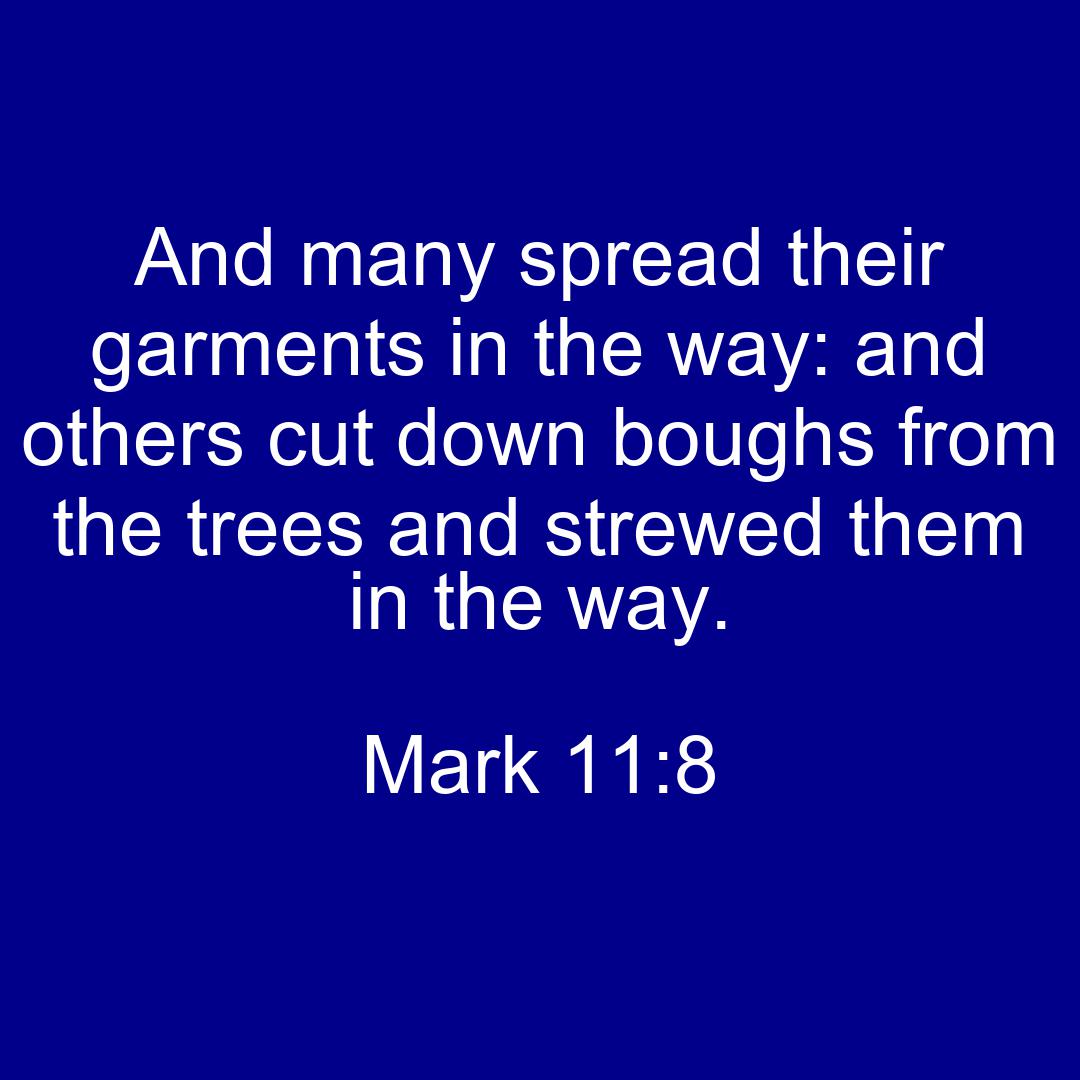 And many spread their
garments in the way: and
others cut down boughs from
the trees and strewed them
in the way.
Mark 11:8